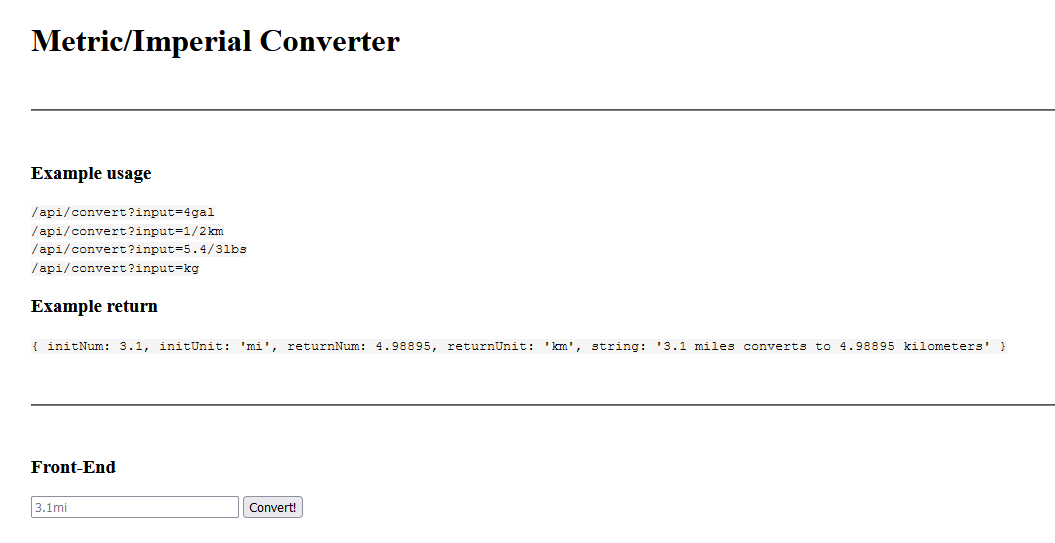 Metric/Imperial Converter
Example usage
/api/convert?input=4gal
/api/convert?input=1/2km
/api/convert?input=5.4/3lbs
/api/convert?input=kg
Example return
{ initNum: 3.1, initUnit: 'mi', returnNum: 4.98895, returnUnit: 'km', string: '3.1 miles converts to 4.98895 kilometers' }
Front-End
3.1mi Convert!